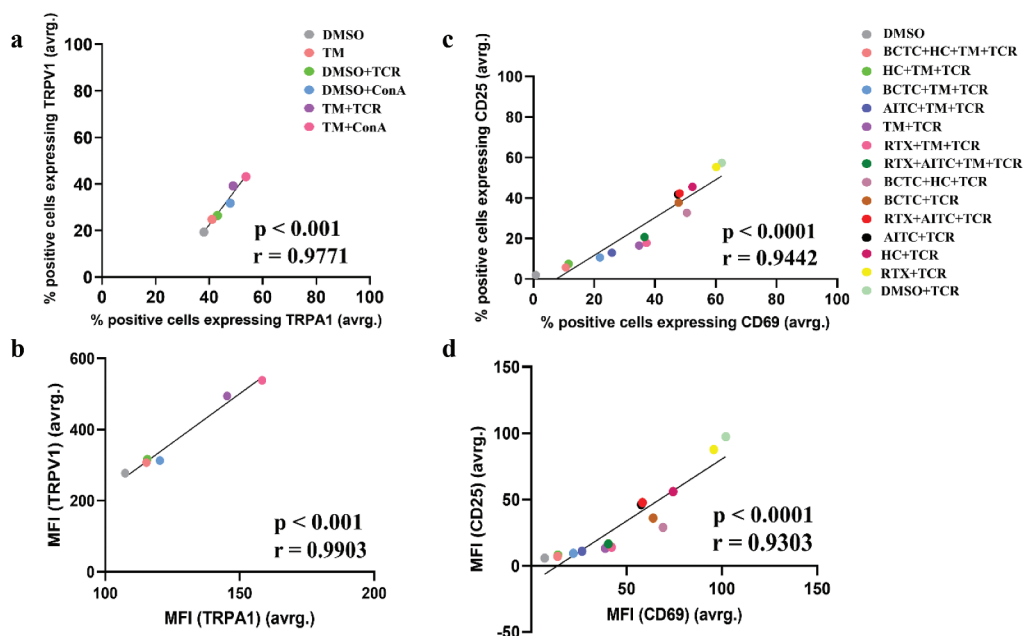 a
% positive cells expressing TRPV1 (avrg.)
100
80
60
40
20
0
0 20 40 60 80 100
% positive cells expressing TRPA1 (avrg.)
DMSO
TM
DMSO+TCR
DMSO+ConA
TM+TCR
TM+ConA
p < 0.001
r = 0.9771
c
% positive cells expressing CD25 (avrg.)
100
80
60
40
20
0
0 20 40 60 80 100
% positive cells expressing CD69 (avrg.)
p < 0.0001
r = 0.9442
DMSO
BCTC+HC+TM+TCR
HC+TM+TCR
BCTC+TM+TCR
AITC+TM+TCR
TM+TCR
RTX+TM+TCR
RTX+AITC+TM+TCR
BCTC+HC+TCR
BCTC+TCR
RTX+AITC+TCR
AITC+TCR
HC+TCR
RTX+TCR
DMSO+TCR
b
MFI (TRPV1) (avrg.)
600
400
200
0
100 150 200
MFI (TRPA1) (avrg.)
p < 0.001
r = 0.9903
d
MFI (CD25) (avrg.)
150
100
50
0
-50
50 100 150
MFI (CD69) (avrg.)
p < 0.0001
r = 0.9303